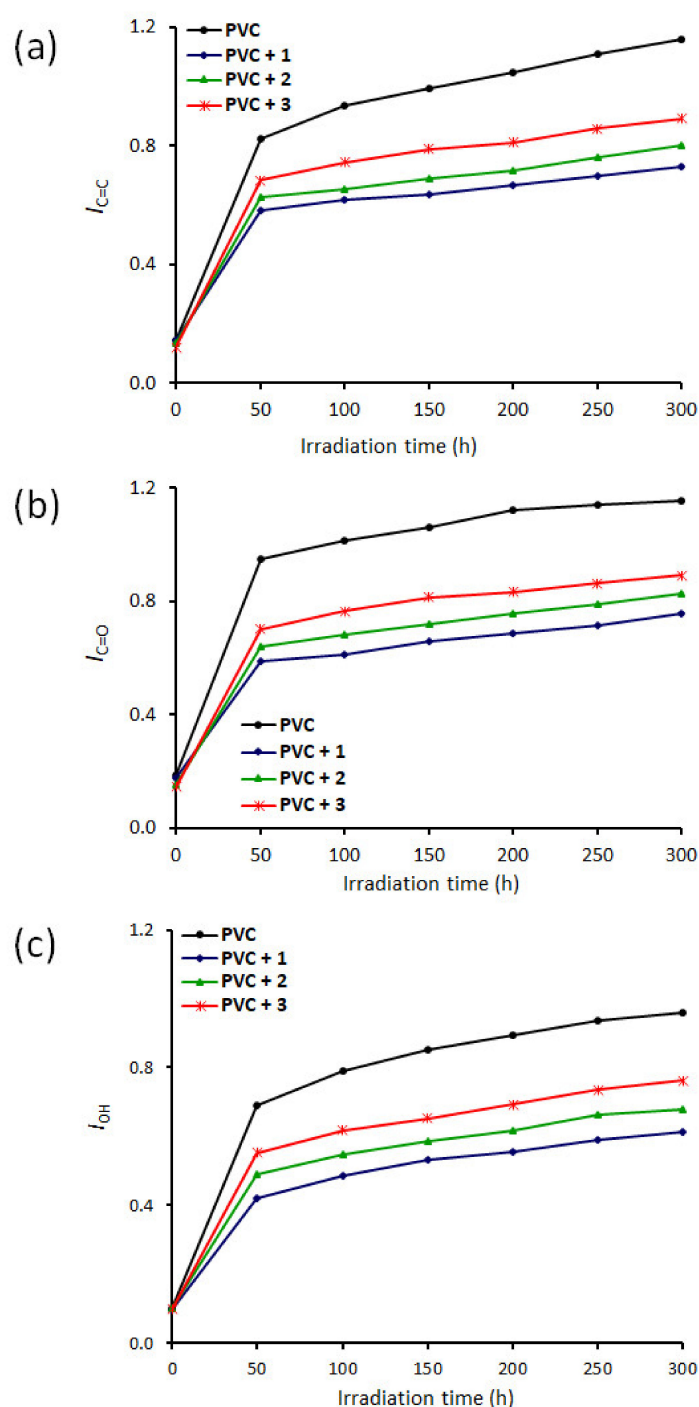 (a)
1.2
0.8
0.4
0.0
I C=C
PVC
PVC + 1
PVC + 2
PVC + 3
0 50 100 150 200 250 300
Irradiation time (h)
(b)
1.2
0.8
0.4
0.0
I C=O
PVC
PVC + 1
PVC + 2
PVC + 3
0 50 100 150 200 250 300
Irradiation time (h)
(c)
1.2
0.8
0.4
0.0
I OH
PVC
PVC + 1
PVC + 2
PVC + 3
0 50 100 150 200 250 300
Irradiation time (h)